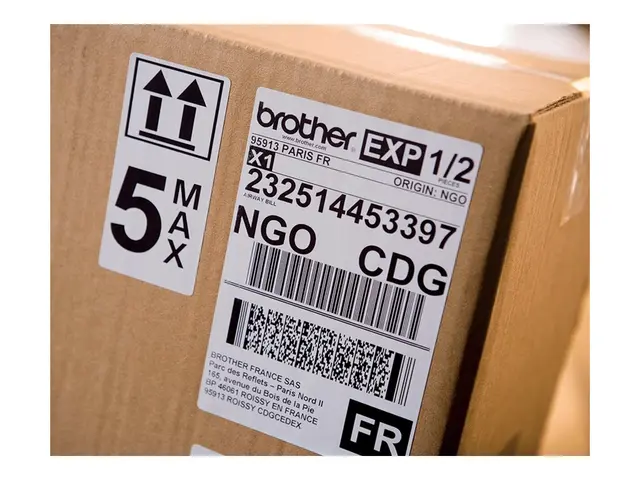 5 MAX
brother EXP 1/2
www.brother.com
PIECES
95913 PARIS FR
ORIGIN: NGO
X1
232514453397
AIRWAY BILL
NGO CDG
BROTHER FRANCE SAS
Parc des Reflets – Paris Nord II
165, avenue du Bois de la Pie
BP 46061 ROISSY EN FRANCE
95913 ROISSY CDGCEDEX
FR